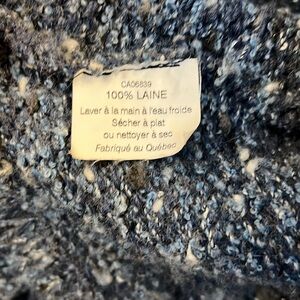 CA06839
100% LAINE
Laver à la main à l'eau froide
Sécher à plat
ou nettoyer à sec
Fabriqué au Québec